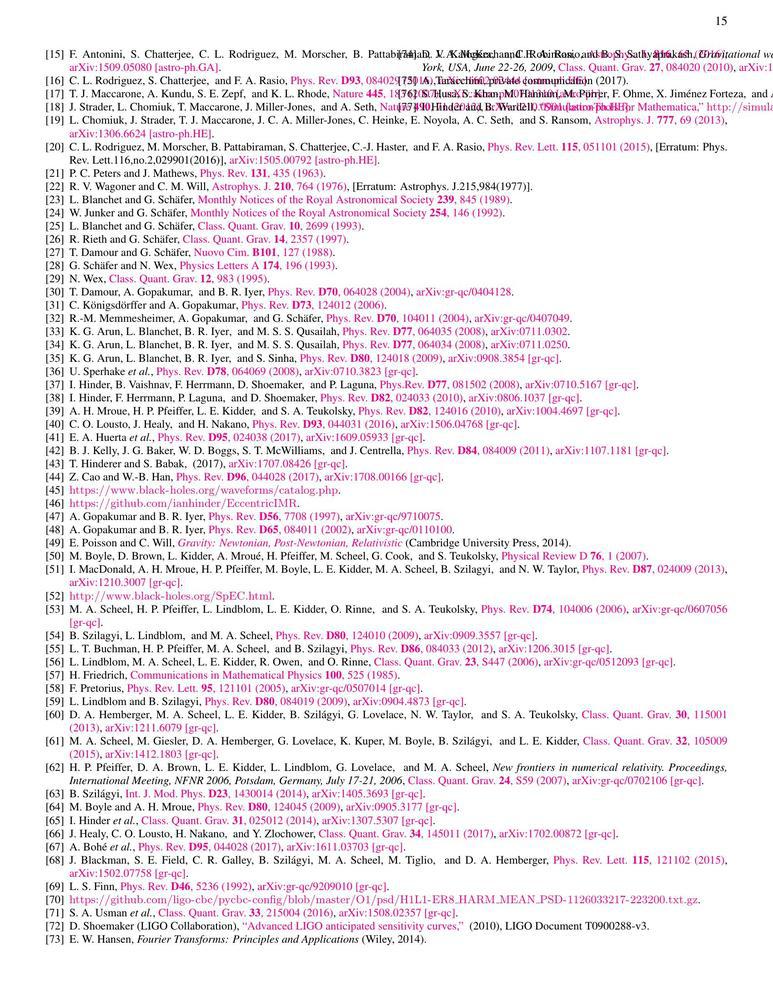 15
[15] F. Antonini, S. Chatterjee, C. L. Rodriguez, M. Morscher, B.
arXiv:1509.05080 [astro-ph.GA].
York, USA, June 22-26, 2009, Class. Quant. Grav. 27, 084020 (2010),
[16] C. L. Rodriguez, S. Chatterjee, and F. A. Rasio, Phys. Rev. D93,
(2017).
[17] T. J. Maccarone, A. Kundu, S. E. Zepf, and K. L. Rhode, Nature 445,
F. Ohme, X. Jiménez Forteza, and
[18] J. Strader, L. Chomiuk, T. Maccarone, J. Miller-Jones, and A. Seth,
Mathematica,”
[19] L. Chomiuk, J. Strader, T. J. Maccarone, J. C. A. Miller-Jones, C. Heinke, E. Noyola, A. C. Seth, and S. Ransom, Astrophys. J. 777, 69 (2013),
arXiv:1306.6624 [astro-ph.HE].
[20] C. L. Rodriguez, M. Morscher, B. Pattabiraman, S. Chatterjee, C.-J. Haster, and F. A. Rasio, Phys. Rev. Lett. 115, 051101 (2015), [Erratum: Phys.
Rev. Lett.116,no.2,029901(2016)], arXiv:1505.00792 [astro-ph.HE].
[21] P. C. Peters and J. Mathews, Phys. Rev. 131, 435 (1963).
[22] R. V. Wagoner and C. M. Will, Astrophys. J. 210, 764 (1976), [Erratum: Astrophys. J.215,984(1977)].
[23] L. Blanchet and G. Schäfer, Monthly Notices of the Royal Astronomical Society 239, 845 (1989).
[24] W. Junker and G. Schäfer, Monthly Notices of the Royal Astronomical Society 254, 146 (1992).
[25] L. Blanchet and G. Schäfer, Class. Quant. Grav. 10, 2699 (1993).
[26] R. Rieth and G. Schäfer, Class. Quant. Grav. 14, 2357 (1997).
[27] T. Damour and G. Schäfer, Nuovo Cim. B101, 127 (1988).
[28] G. Schäfer and N. Wex, Physics Letters A 174, 196 (1993).
[29] N. Wex, Class. Quant. Grav. 12, 983 (1995).
[30] T. Damour, A. Gopakumar, and B. R. Iyer, Phys. Rev. D70, 064028 (2004), arXiv:gr-qc/0404128.
[31] C. Königsdörffer and A. Gopakumar, Phys. Rev. D73, 124012 (2006).
[32] R.-M. Memmesheimer, A. Gopakumar, and G. Schäfer, Phys. Rev. D70, 104011 (2004), arXiv:gr-qc/0407049.
[33] K. G. Arun, L. Blanchet, B. R. Iyer, and M. S. S. Qusailah, Phys. Rev. D77, 064035 (2008), arXiv:0711.0302.
[34] K. G. Arun, L. Blanchet, B. R. Iyer, and M. S. S. Qusailah, Phys. Rev. D77, 064034 (2008), arXiv:0711.0250.
[35] K. G. Arun, L. Blanchet, B. R. Iyer, and S. Sinha, Phys. Rev. D80, 124018 (2009), arXiv:0908.3854 [gr-qc].
[36] U. Sperhake et al., Phys. Rev. D78, 064069 (2008), arXiv:0710.3823 [gr-qc].
[37] I. Hinder, B. Vaishnav, F. Herrmann, D. Shoemaker, and P. Laguna, Phys.Rev. D77, 081502 (2008), arXiv:0710.5167 [gr-qc].
[38] I. Hinder, F. Herrmann, P. Laguna, and D. Shoemaker, Phys. Rev. D82, 024033 (2010), arXiv:0806.1037 [gr-qc].
[39] A. H. Mroue, H. P. Pfeiffer, L. E. Kidder, and S. A. Teukolsky, Phys. Rev. D82, 124016 (2010), arXiv:1004.4697 [gr-qc].
[40] C. O. Lousto, J. Healy, and H. Nakano, Phys. Rev. D93, 044031 (2016), arXiv:1506.04768 [gr-qc].
[41] E. A. Huerta et al., Phys. Rev. D95, 024038 (2017), arXiv:1609.05933 [gr-qc].
[42] B. J. Kelly, J. G. Baker, W. D. Boggs, S. T. McWilliams, and J. Centrella, Phys. Rev. D84, 084009 (2011), arXiv:1107.1181 [gr-qc].
[43] T. Hinderer and S. Babak, (2017), arXiv:1707.08426 [gr-qc].
[44] Z. Cao and W.-B. Han, Phys. Rev. D96, 044028 (2017), arXiv:1708.00166 [gr-qc].
[45] https://www.black-holes.org/waveforms/catalog.php.
[46] https://github.com/ianhinder/EccentricIMR.
[47] A. Gopakumar and B. R. Iyer, Phys. Rev. D56, 7708 (1997), arXiv:gr-qc/9710075.
[48] A. Gopakumar and B. R. Iyer, Phys. Rev. D65, 084011 (2002), arXiv:gr-qc/0110100.
[49] E. Poisson and C. Will, Gravity: Newtonian, Post-Newtonian, Relativistic (Cambridge University Press, 2014).
[50] M. Boyle, D. Brown, L. Kidder, A. Mroué, H. Pfeiffer, M. Scheel, G. Cook, and S. Teukolsky, Physical Review D 76, 1 (2007).
[51] I. MacDonald, A. H. Mroue, H. P. Pfeiffer, M. Boyle, L. E. Kidder, M. A. Scheel, B. Szilagyi, and N. W. Taylor, Phys. Rev. D87, 024009 (2013),
arXiv:1210.3007 [gr-qc].
[52] http://www.black-holes.org/SpEC.html.
[53] M. A. Scheel, H. P. Pfeiffer, L. Lindblom, L. E. Kidder, O. Rinne, and S. A. Teukolsky, Phys. Rev. D74, 104006 (2006), arXiv:gr-qc/0607056
[gr-qc].
[54] B. Szilagyi, L. Lindblom, and M. A. Scheel, Phys. Rev. D80, 124010 (2009), arXiv:0909.3557 [gr-qc].
[55] L. T. Buchman, H. P. Pfeiffer, M. A. Scheel, and B. Szilagyi, Phys. Rev. D86, 084033 (2012), arXiv:1206.3015 [gr-qc].
[56] L. Lindblom, M. A. Scheel, L. E. Kidder, R. Owen, and O. Rinne, Class. Quant. Grav. 23, S447 (2006), arXiv:gr-qc/0512093 [gr-qc].
[57] H. Friedrich, Communications in Mathematical Physics 100, 525 (1985).
[58] F. Pretorius, Phys. Rev. Lett. 95, 121101 (2005), arXiv:gr-qc/0507014 [gr-qc].
[59] L. Lindblom and B. Szilagyi, Phys. Rev. D80, 084019 (2009), arXiv:0904.4873 [gr-qc].
[60] D. A. Hemberger, M. A. Scheel, L. E. Kidder, B. Szilágyi, G. Lovelace, N. W. Taylor, and S. A. Teukolsky, Class. Quant. Grav. 30, 115001
(2013), arXiv:1211.6079 [gr-qc].
[61] M. A. Scheel, M. Giesler, D. A. Hemberger, G. Lovelace, K. Kuper, M. Boyle, B. Szilágyi, and L. E. Kidder, Class. Quant. Grav. 32, 105009
(2015), arXiv:1412.1803 [gr-qc].
[62] H. P. Pfeiffer, D. A. Brown, L. E. Kidder, L. Lindblom, G. Lovelace, and M. A. Scheel, New frontiers in numerical relativity. Proceedings,
International Meeting, NFNR 2006, Potsdam, Germany, July 17-21, 2006, Class. Quant. Grav. 24, S59 (2007), arXiv:gr-qc/0702106 [gr-qc].
[63] B. Szilágyi, Int. J. Mod. Phys. D23, 1430014 (2014), arXiv:1405.3693 [gr-qc].
[64] M. Boyle and A. H. Mroue, Phys. Rev. D80, 124045 (2009), arXiv:0905.3177 [gr-qc].
[65] I. Hinder et al., Class. Quant. Grav. 31, 025012 (2014), arXiv:1307.5307 [gr-qc].
[66] J. Healy, C. O. Lousto, H. Nakano, and Y. Zlochower, Class. Quant. Grav. 34, 145011 (2017), arXiv:1702.00872 [gr-qc].
[67] A. Bohé et al., Phys. Rev. D95, 044028 (2017), arXiv:1611.03703 [gr-qc].
[68] J. Blackman, S. E. Field, C. R. Galley, B. Szilágyi, M. A. Scheel, M. Tiglio, and D. A. Hemberger, Phys. Rev. Lett. 115, 121102 (2015),
arXiv:1502.07758 [gr-qc].
[69] L. S. Finn, Phys. Rev. D46, 5236 (1992), arXiv:gr-qc/9209010 [gr-qc].
[70] https://github.com/ligo-cbc/pycbc-config/blob/master/O1/psd/H1L1-ER8_HARM_MEAN_PSD-1126033217-223200.txt.gz.
[71] S. A. Usman et al., Class. Quant. Grav. 33, 215004 (2016), arXiv:1508.02357 [gr-qc].
[72] D. Shoemaker (LIGO Collaboration), “Advanced LIGO anticipated sensitivity curves,” (2010), LIGO Document T0900288-v3.
[73] E. W. Hansen, Fourier Transforms: Principles and Applications (Wiley, 2014).